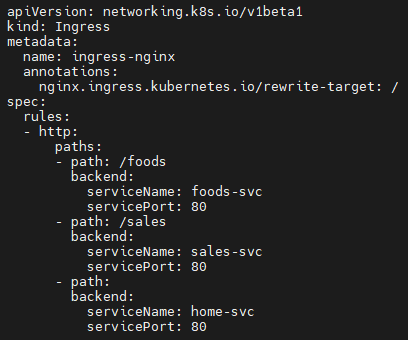 apiVersion: networking.k8s.io/v1beta1
kind: Ingress
metadata:
  name: ingress-nginx
  annotations:
    nginx.ingress.kubernetes.io/rewrite-target: /
spec:
  rules:
  - http:
      paths:
      - path: /foods
        backend:
          serviceName: foods-svc
          servicePort: 80
      - path: /sales
        backend:
          serviceName: sales-svc
          servicePort: 80
      - path:
        backend:
          serviceName: home-svc
          servicePort: 80